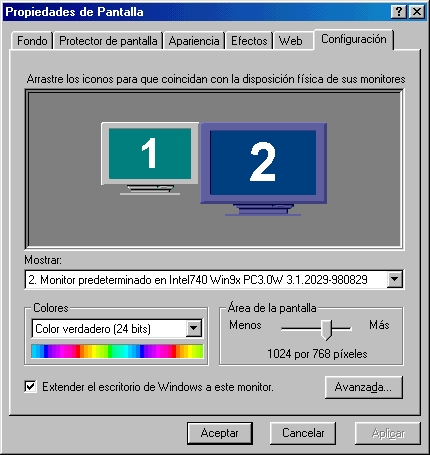 Propiedades de Pantalla
Fondo Protector de pantalla Apariencia Efectos Web Configuración
Arrastre los iconos para que coincidan con la disposición física de sus monitores
1 2
Mostrar:
2. Monitor predeterminado en Intel740 Win9x PC3.0W 3.1.2029-980829
Colores
Color verdadero (24 bits)
Área de la pantalla
Menos Más
1024 por 768 píxeles
Extender el escritorio de Windows a este monitor.
Avanzada...
Aceptar Cancelar Aplicar